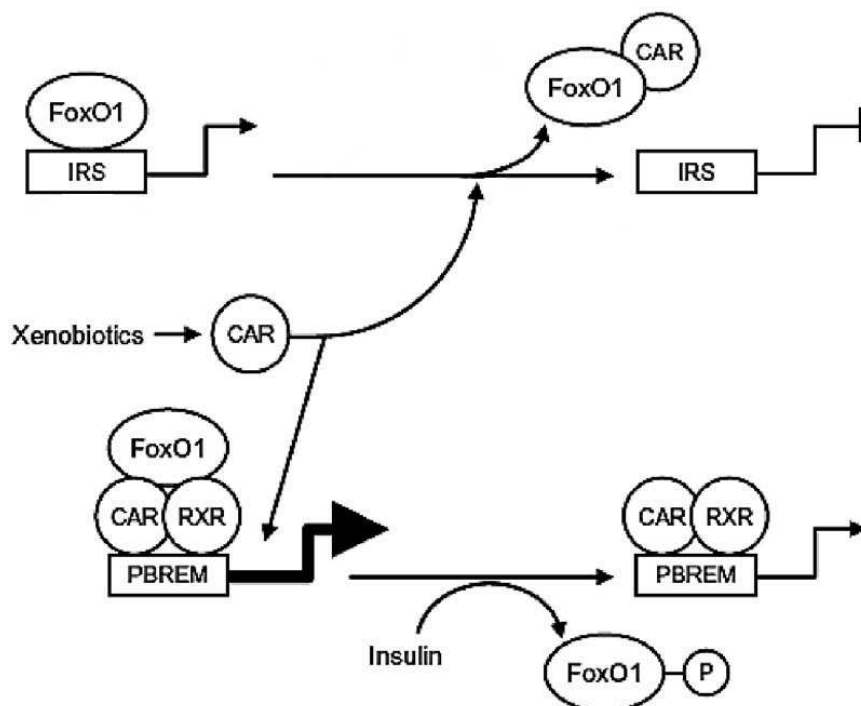 CAR
FoxO1
FoxO1
IRS
IRS
Xenobiotics
CAR
FoxO1
CAR
RXR
CAR
RXR
PBREM
PBREM
Insulin
FoxO1
P